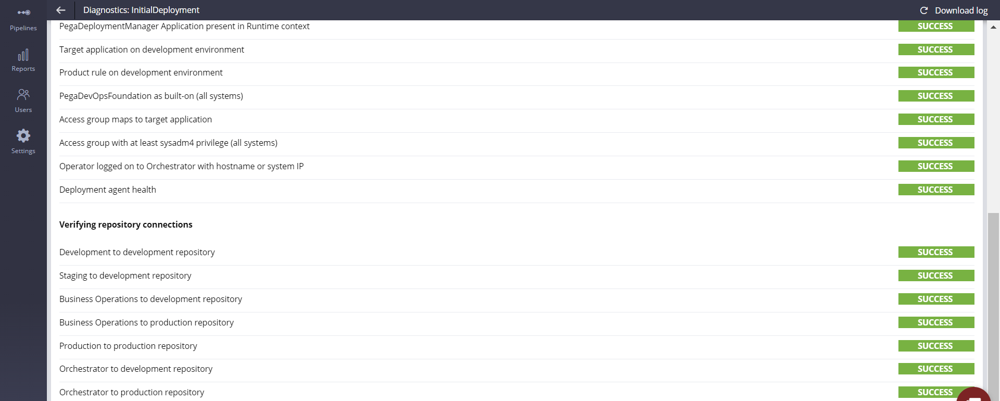 Pipelines
Reports
Users
Settings
Diagnostics: InitialDeployment
Download log
PegaDeploymentManager Application present in Runtime context SUCCESS
Target application on development environment SUCCESS
Product rule on development environment SUCCESS
PegaDevOpsFoundation as built-on (all systems) SUCCESS
Access group maps to target application SUCCESS
Access group with at least sysadm4 privilege (all systems) SUCCESS
Operator logged on to Orchestrator with hostname or system IP SUCCESS
Deployment agent health SUCCESS
Verifying repository connections
Development to development repository SUCCESS
Staging to development repository SUCCESS
Business Operations to development repository SUCCESS
Business Operations to production repository SUCCESS
Production to production repository SUCCESS
Orchestrator to development repository SUCCESS
Orchestrator to production repository SUCCESS